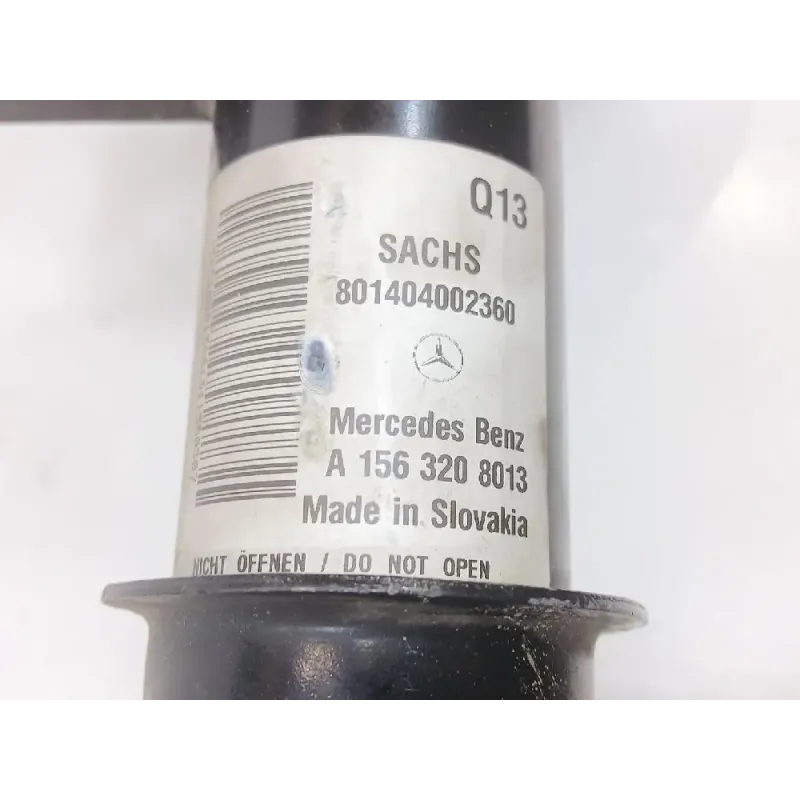 Q13
SACHS
801404002360
Mercedes Benz
A 156 320 8013
Made in Slovakia
NICHT ÖFFNEN / DO NOT OPEN